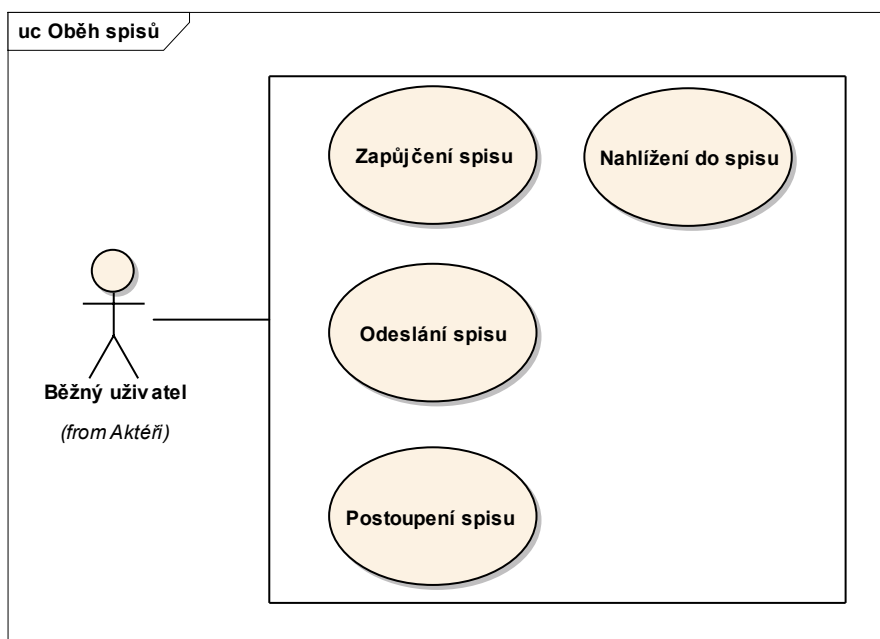 uc Oběh spisů
Zapůjčení spisu
Nahlížení do spisu
Odeslání spisu
Běžný uživatel
(from Aktéři)
Postoupení spisu